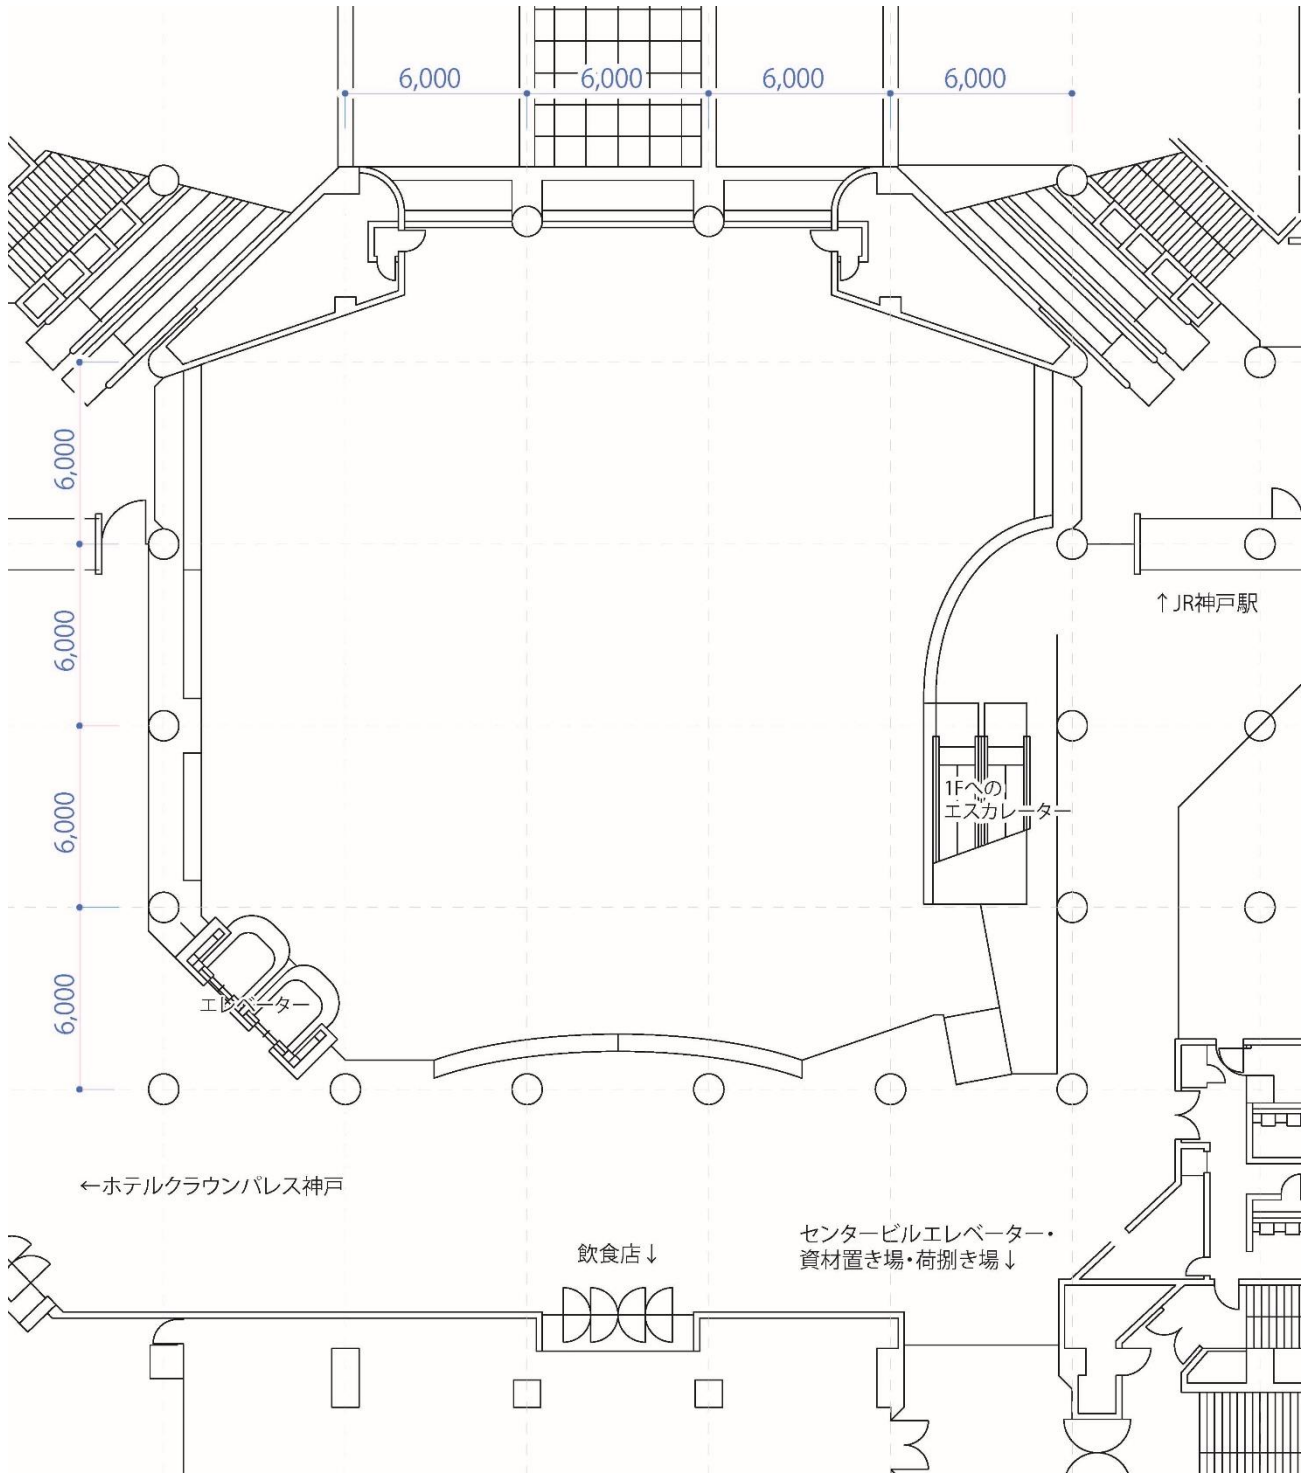 6,000
6,000
6,000
6,000
6,000
6,000
6,000
6,000
↑JR神戸駅
1Fへの
エスカレーター
エレベーター
←ホテルクラウンパレス神戸
センタービルエレベーター・
資材置き場・荷捌き場↓
飲食店↓